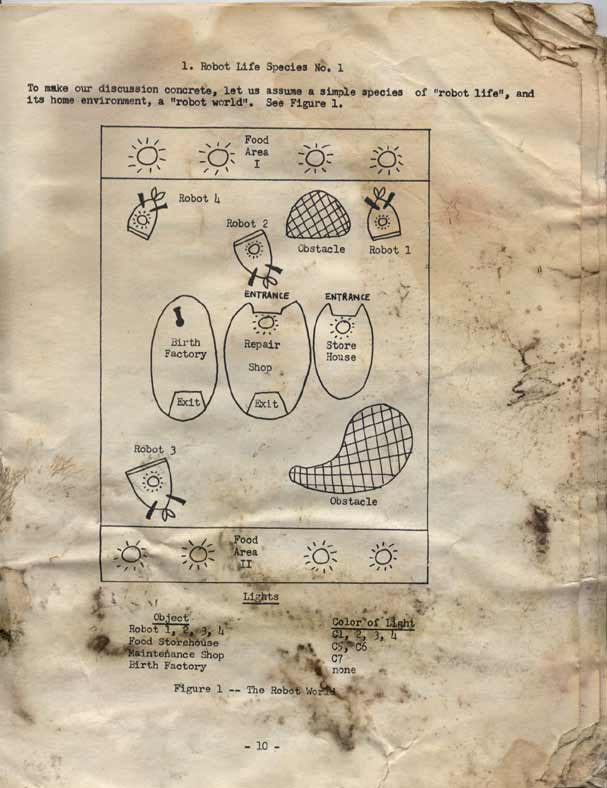 1. Robot Life Species No. 1
To make our discussion concrete, let us assume a simple species of "robot life", and
its home environment, a "robot world". See Figure 1.
Food
Area
I
Robot 4
Robot 2
Obstacle
Robot 1
ENTRANCE
ENTRANCE
Birth
Factory
Repair
Shop
Store
House
Exit
Exit
Robot 3
Obstacle
Food
Area
II
Lights
Object Color of Light
Robot 1, 2, 3, 4 C1, 2, 3, 4
Food Storehouse C5, C6
Maintenance Shop C7
Birth Factory none
Figure 1 -- The Robot World
- 10 -